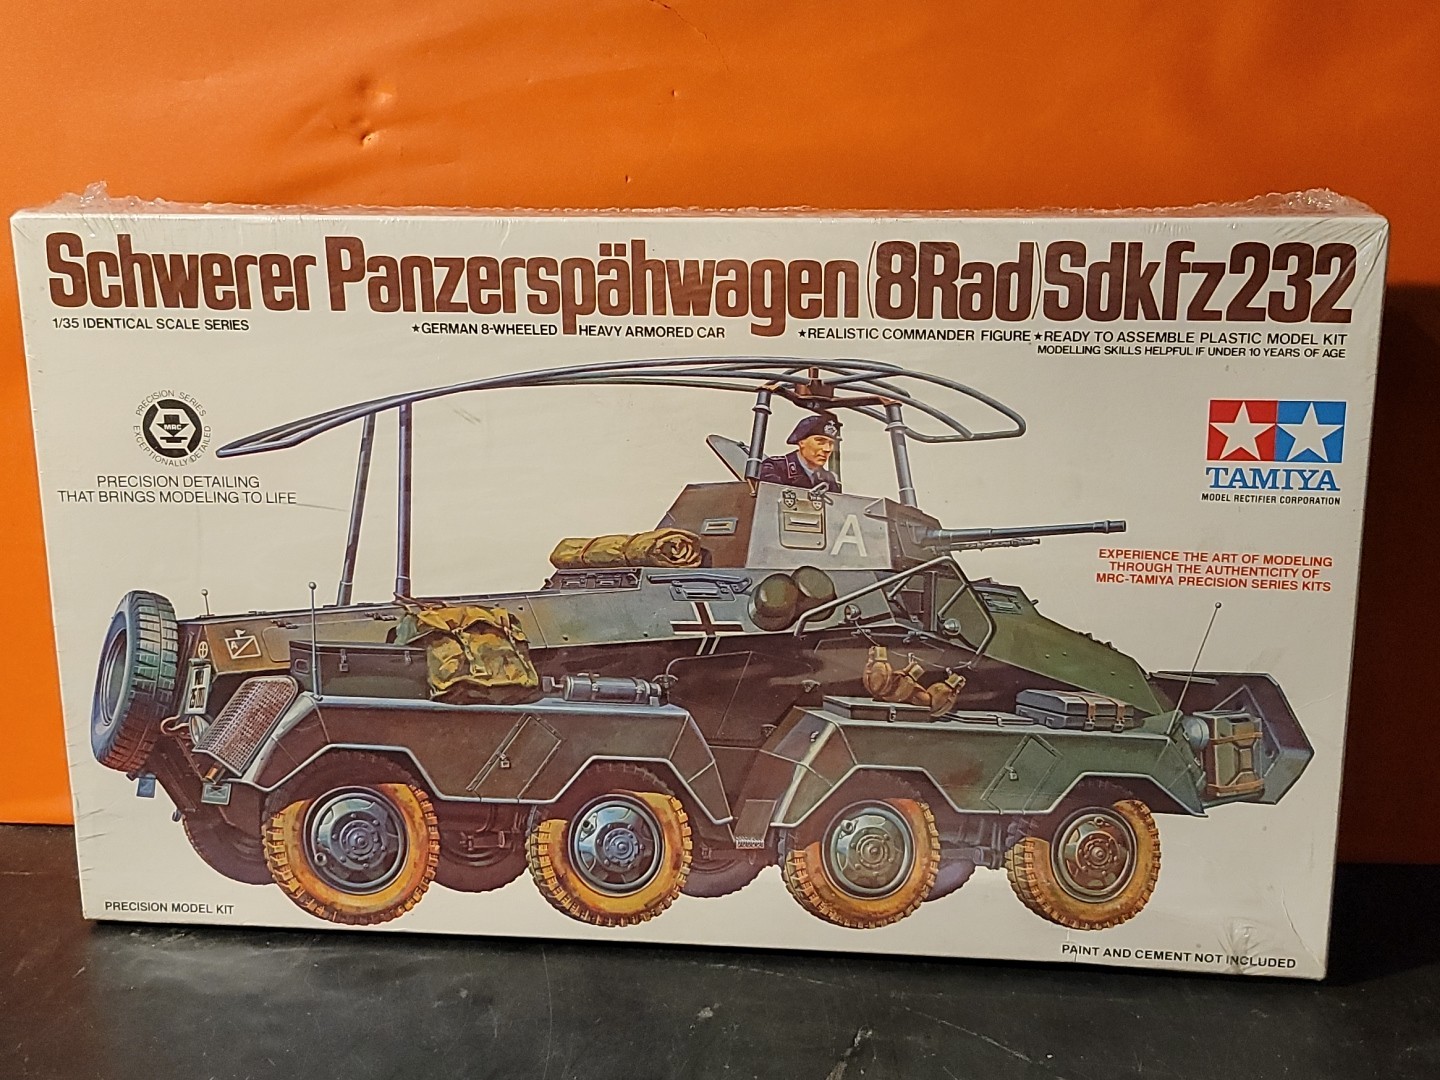 Schwerer Panzerspähwagen (8Rad) Sdkfz232
1/35 IDENTICAL SCALE SERIES
★GERMAN 8-WHEELED HEAVY ARMORED CAR
★REALISTIC COMMANDER FIGURE ★READY TO ASSEMBLE PLASTIC MODEL KIT
MODELLING SKILLS HELPFUL IF UNDER 10 YEARS OF AGE
PRECISION SERIES
MRC
EXCEPTIONALLY DETAILED
PRECISION DETAILING
THAT BRINGS MODELING TO LIFE
TAMIYA
MODEL RECTIFIER CORPORATION
EXPERIENCE THE ART OF MODELING
THROUGH THE AUTHENTICITY OF
MRC-TAMIYA PRECISION SERIES KITS
A
A
PRECISION MODEL KIT
PAINT AND CEMENT NOT INCLUDED